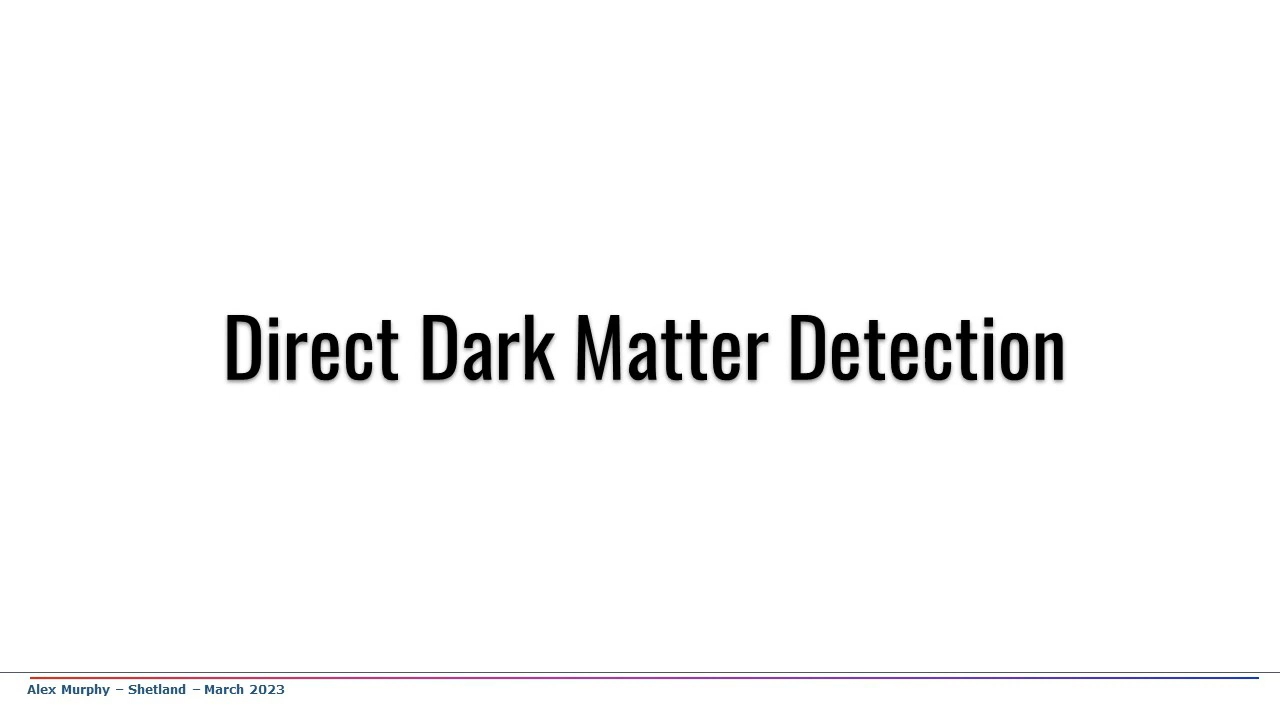 Direct Dark Matter Detection
Alex Murphy – Shetland – March 2023